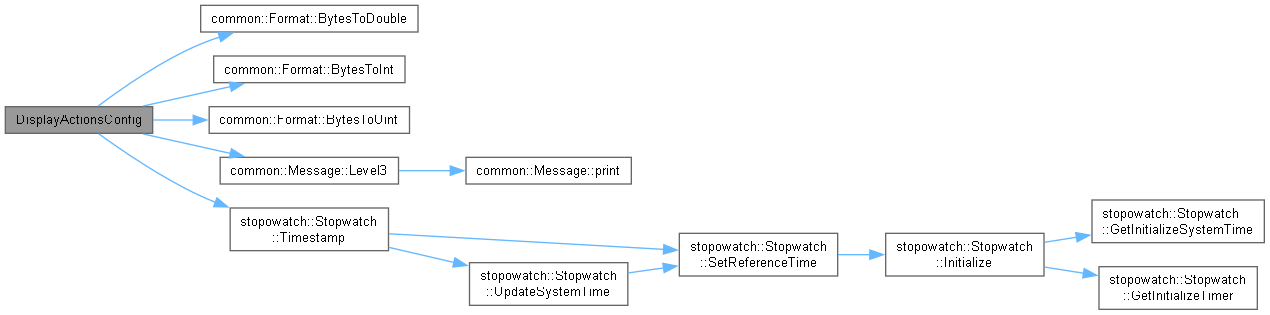 common::Format::BytesToDouble
common::Format::BytesToInt
DisplayActionsConfig
common::Format::BytesToUint
common::Message::Level3
common::Message::print
stopowatch::Stopwatch
::Timestamp
stopowatch::Stopwatch
::UpdateSystemTime
stopowatch::Stopwatch
::SetReferenceTime
stopowatch::Stopwatch
::Initialize
stopowatch::Stopwatch
::GetInitializeSystemTime
stopowatch::Stopwatch
::GetInitializeTimer